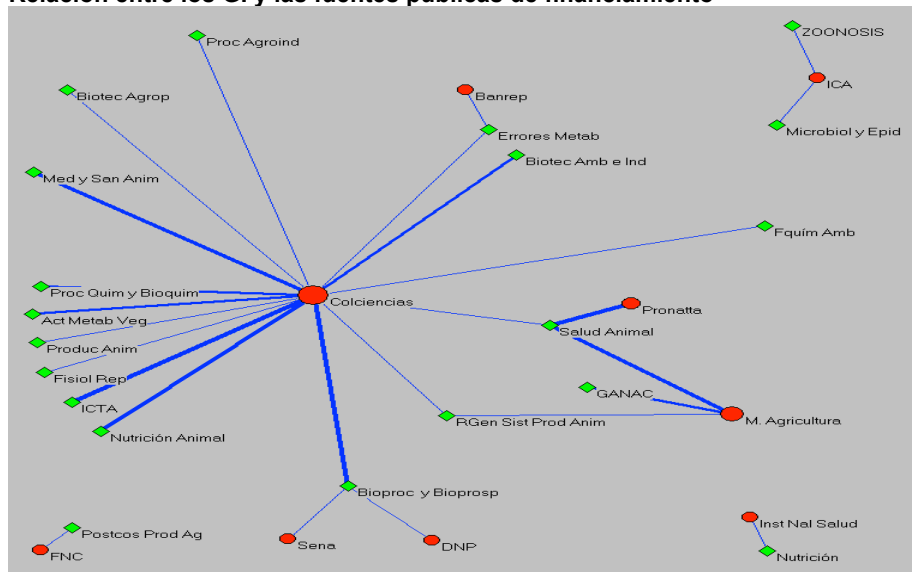 Relación entre los GI y las fuentes públicas de financiamiento
Proc Agroind
ZOONOSIS
ICA
Biotec Agrop
Banrep
Microbiol y Epid
Errores Metab
Biotec Amb e Ind
Med y San Anim
Fquím Amb
Proc Quim y Bioquim
Colciencias
Pronatta
Act Metab Veg
Salud Animal
Produc Anim
Fisiol Rep
GANAC
ICTA
RGen Sist Prod Anim
M. Agricultura
Nutrición Animal
Bioproc y Bioprosp
Postcos Prod Ag
Inst Nal Salud
FNC
Sena
DNP
Nutrición